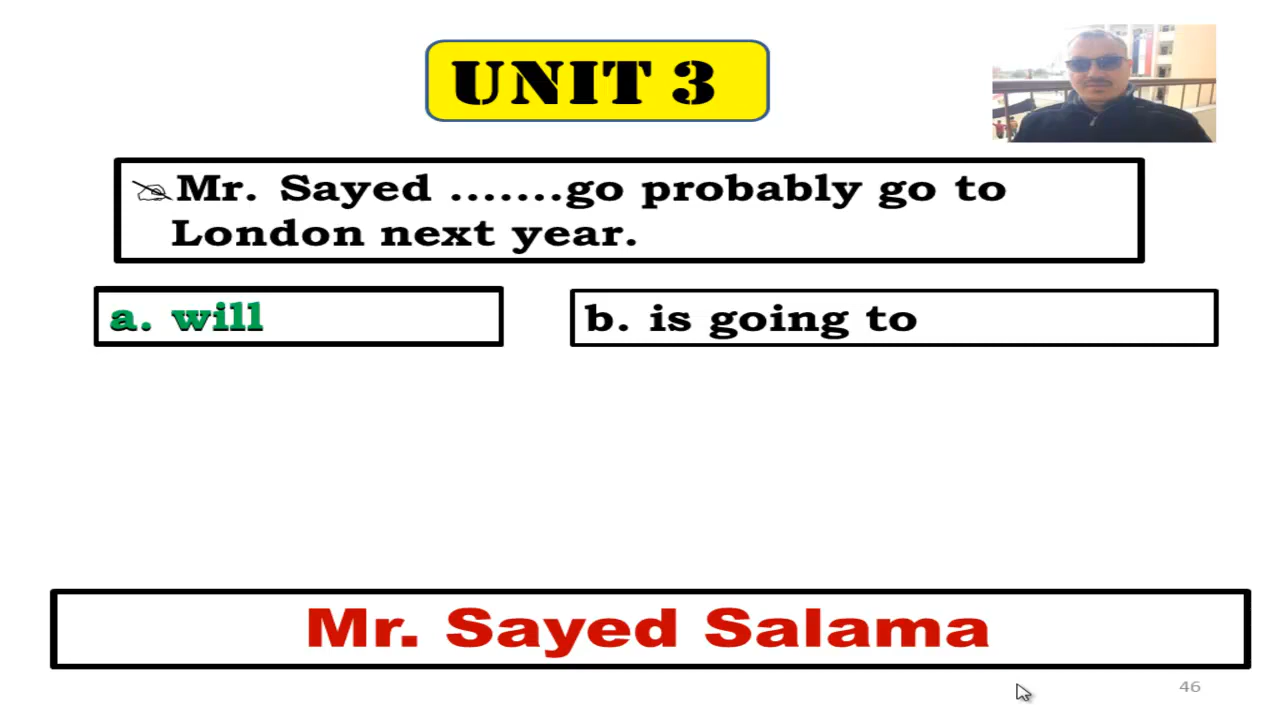 UNIT 3
Mr. Sayed .......go probably go to
London next year.
a. will
b. is going to
Mr. Sayed Salama
46